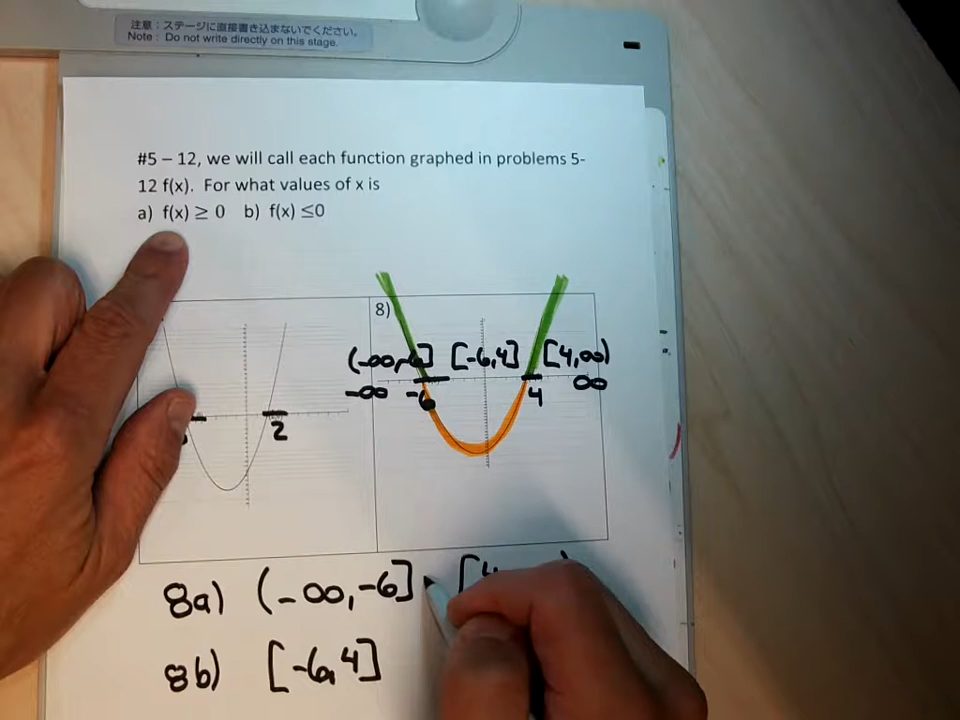 注意：ステージに直接書き込まないでください。
Note : Do not write directly on this stage.
#5 – 12, we will call each function graphed in problems 5-
12 f(x). For what values of x is
a) f(x) ≥ 0 b) f(x) ≤0
8)
(-∞,-6] [-6,4] [4,∞)
-∞ -6 4 ∞
2
8a) (-∞,-6] [4
8b) [-6,4]